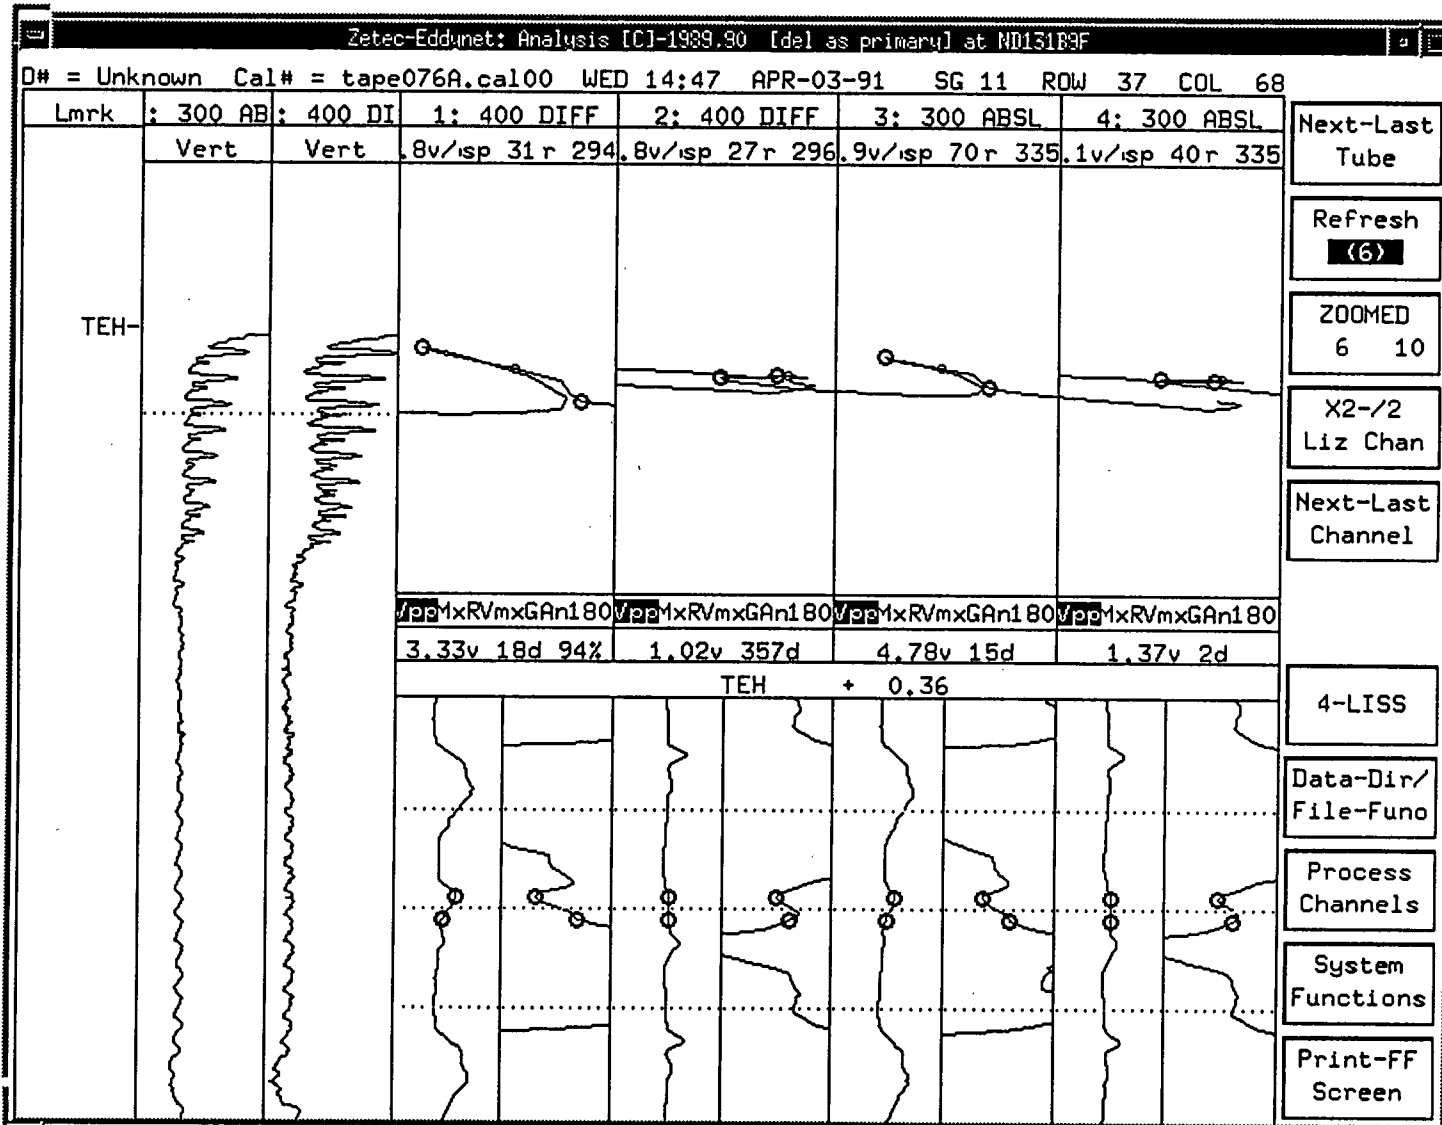 Zetec-Eddynet: Analysis [C]-1989.90 [del as primary] at ND131B9F
D# = Unknown Cal# = tape076A.cal00 WED 14:47 APR-03-91 SG 11 ROW 37 COL 68
Lmrk : 300 AB : 400 DI 1: 400 DIFF 2: 400 DIFF 3: 300 ABSL 4: 300 ABSL
Vert Vert .8v/sp 31r 294 .8v/sp 27r 296 .9v/sp 70r 335 .1v/sp 40r 335
TEH-
VppMxRVmxGAn180 VppMxRVmxGAn180 VppMxRVmxGAn180 VppMxRVmxGAn180
3.33v 18d 94% 1.02v 357d 4.78v 15d 1.37v 2d
TEH + 0.36
Next-Last
Tube
Refresh
(6)
ZOOMED
6 10
X2-/2
Liz Chan
Next-Last
Channel
4-LISS
Data-Dir/
File-Func
Process
Channels
System
Functions
Print-FF
Screen